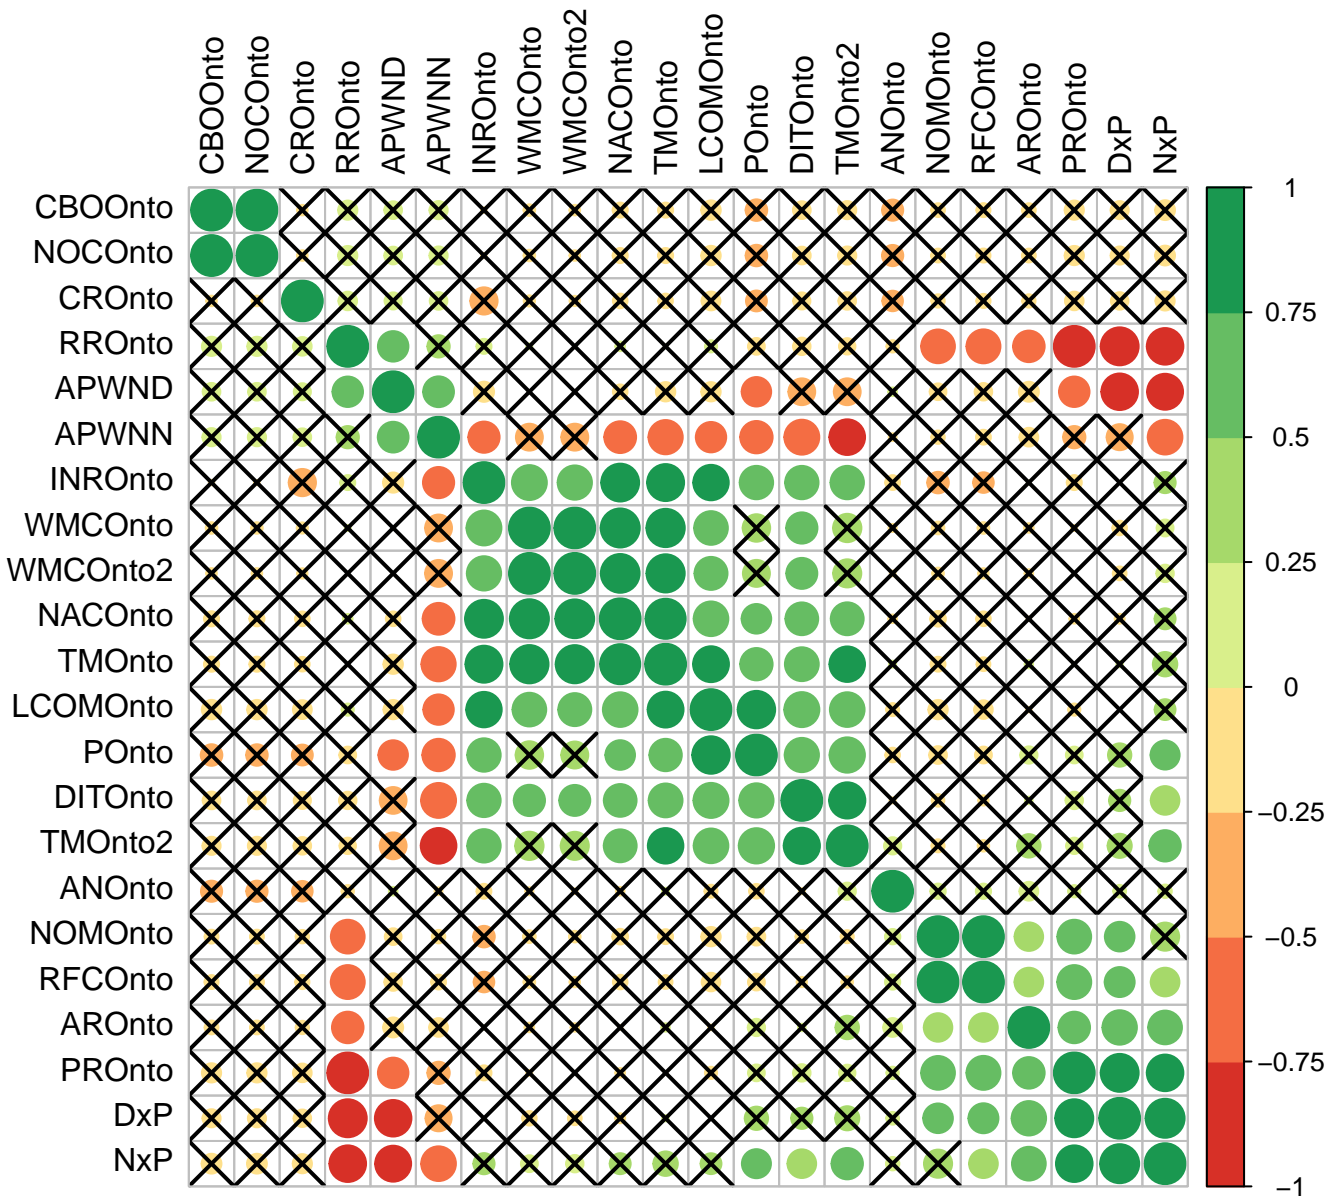 CBOOnto
NOCOnto
CROnto
RROnto
APWND
APWNN
INROnto
WMCOnto
WMCOnto2
NACOnto
TMOnto
LCOMOnto
POnto
DITOnto
TMOnto2
ANOnto
NOMOnto
RFCOnto
AROnto
PROnto
DxP
NxP
CBOOnto
NOCOnto
CROnto
RROnto
APWND
APWNN
INROnto
WMCOnto
WMCOnto2
NACOnto
TMOnto
LCOMOnto
POnto
DITOnto
TMOnto2
ANOnto
NOMOnto
RFCOnto
AROnto
PROnto
DxP
NxP
1
0.75
0.5
0.25
0
−0.25
−0.5
−0.75
−1